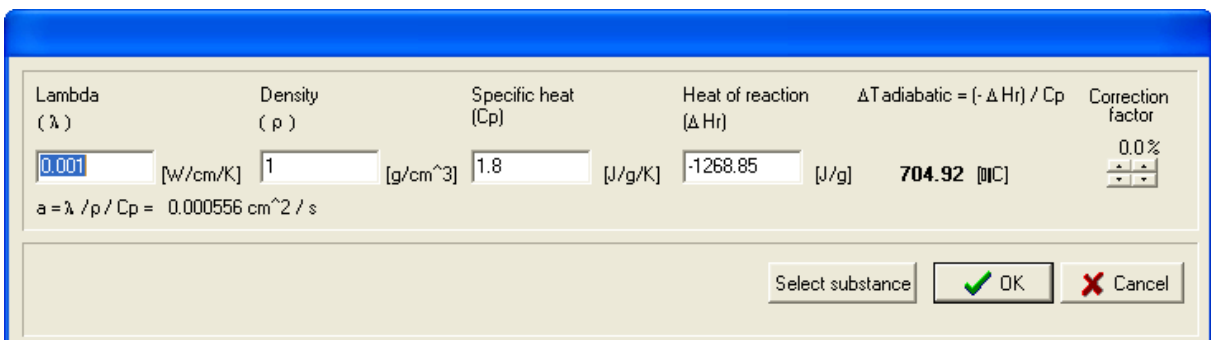 Lambda
( λ )
Density
( ρ )
Specific heat
(Cp)
Heat of reaction
(Δ Hr)
ΔTadiabatic = (- Δ Hr) / Cp
Correction
factor
0.0 %
0.001 [W/cm/K] 1 [g/cm^3] 1.8 [J/g/K] -1268.85 [J/g] 704.92
a = λ / ρ / Cp = 0.000556 cm^2 / s
Select substance OK Cancel